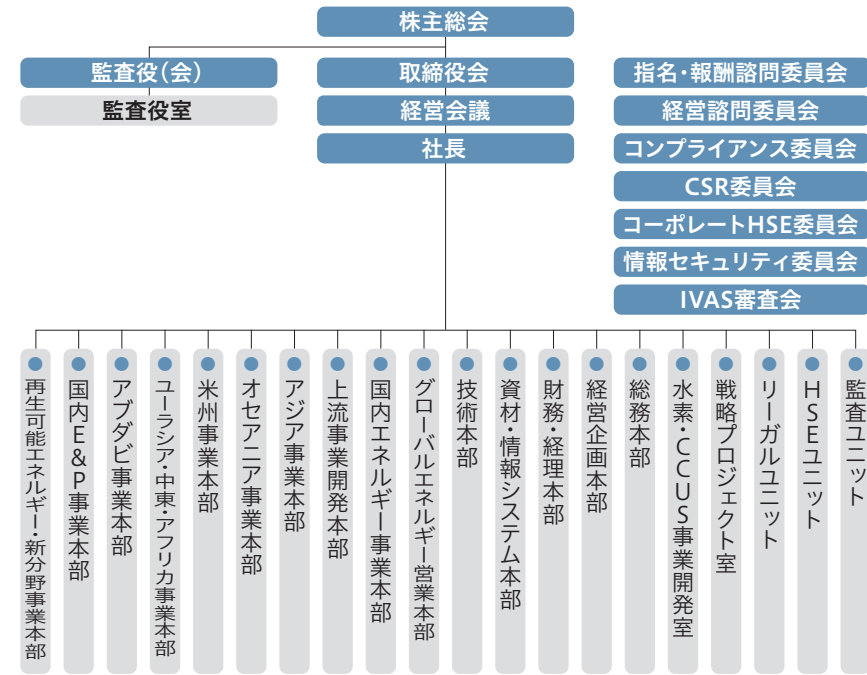 株主総会
監査役(会)
取締役会
指名・報酬諮問委員会
監査役室
経営会議
経営諮問委員会
社長
コンプライアンス委員会
CSR委員会
コーポレートHSE委員会
情報セキュリティ委員会
IVAS審査会
再生可能エネルギー・新分野事業本部
国内E&P事業本部
アブダビ事業本部
ユーラシア・中東・アフリカ事業本部
米州事業本部
オセアニア事業本部
アジア事業本部
上流事業開発本部
国内エネルギー事業本部
グローバルエネルギー営業本部
技術本部
資材・情報システム本部
財務・経理本部
経営企画本部
総務本部
水素・CCUS事業開発室
戦略プロジェクト室
リーガルユニット
HSEユニット
監査ユニット